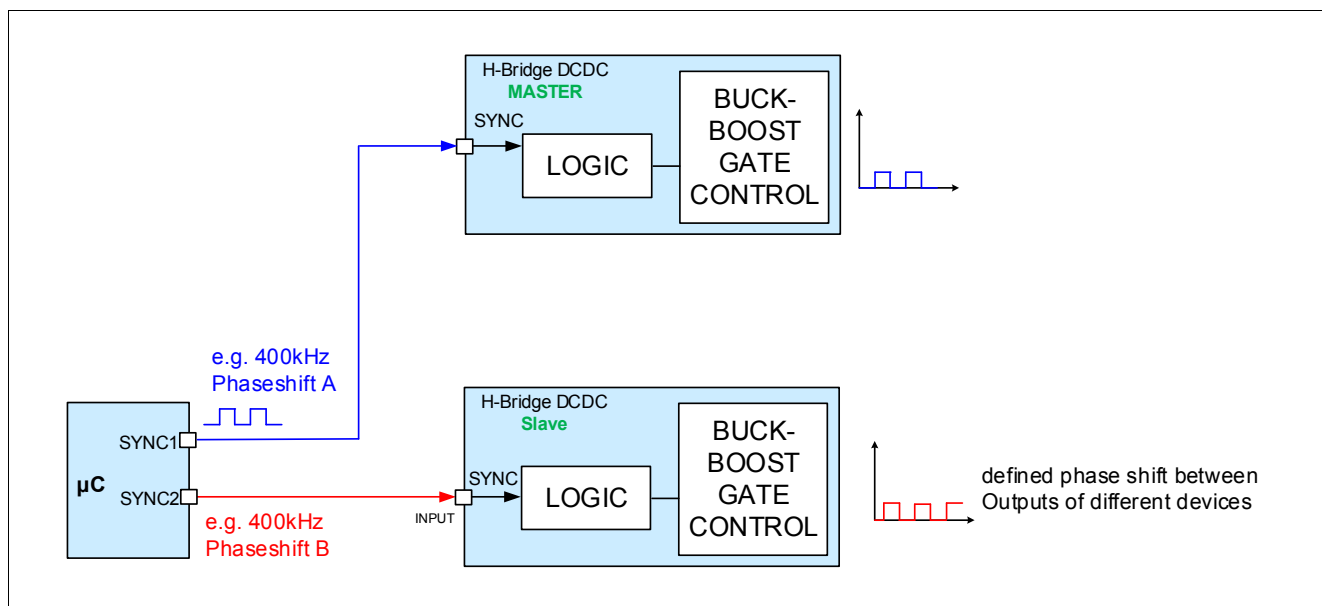 H-Bridge DCDC
MASTER
SYNC
LOGIC
BUCK-
BOOST
GATE
CONTROL
e.g. 400kHz
Phaseshift A
µC
SYNC1
SYNC2
e.g. 400kHz
Phaseshift B
H-Bridge DCDC
Slave
SYNC
INPUT
LOGIC
BUCK-
BOOST
GATE
CONTROL
defined phase shift between
Outputs of different devices